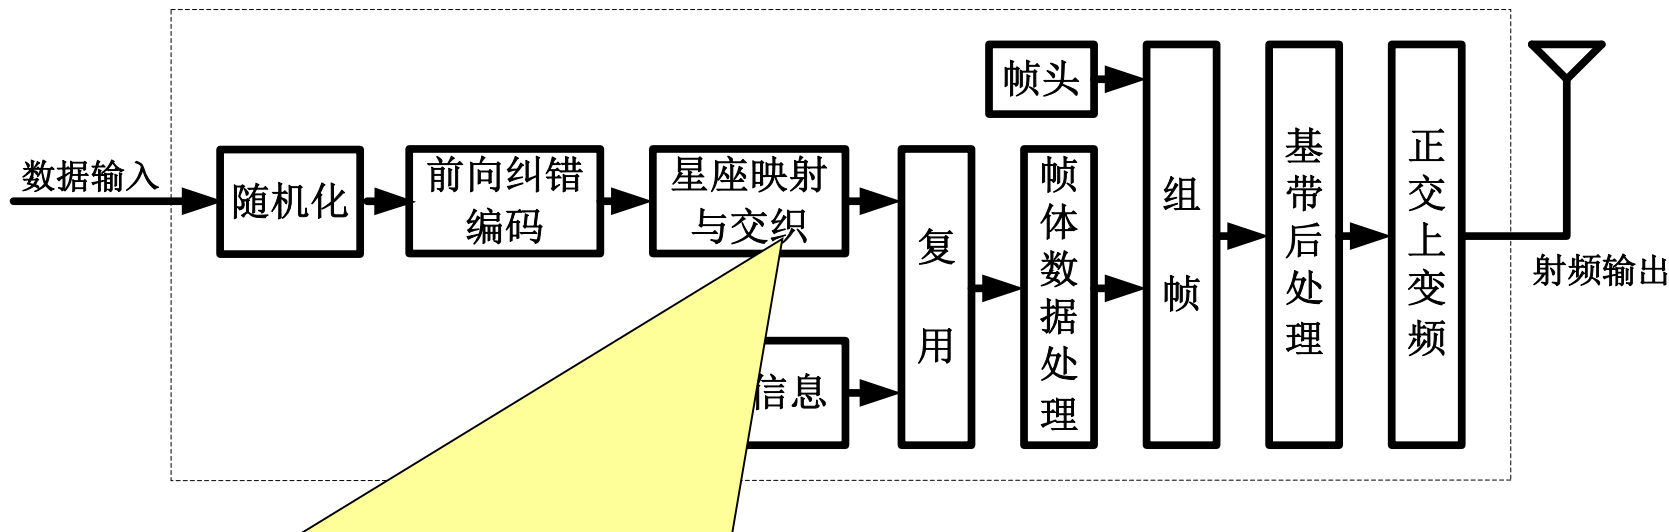 数据输入
随机化
前向纠错
编码
星座映射
与交织
信息
复用
帧头
帧体数据处理
组帧
基带后处理
正交上变频
射频输出